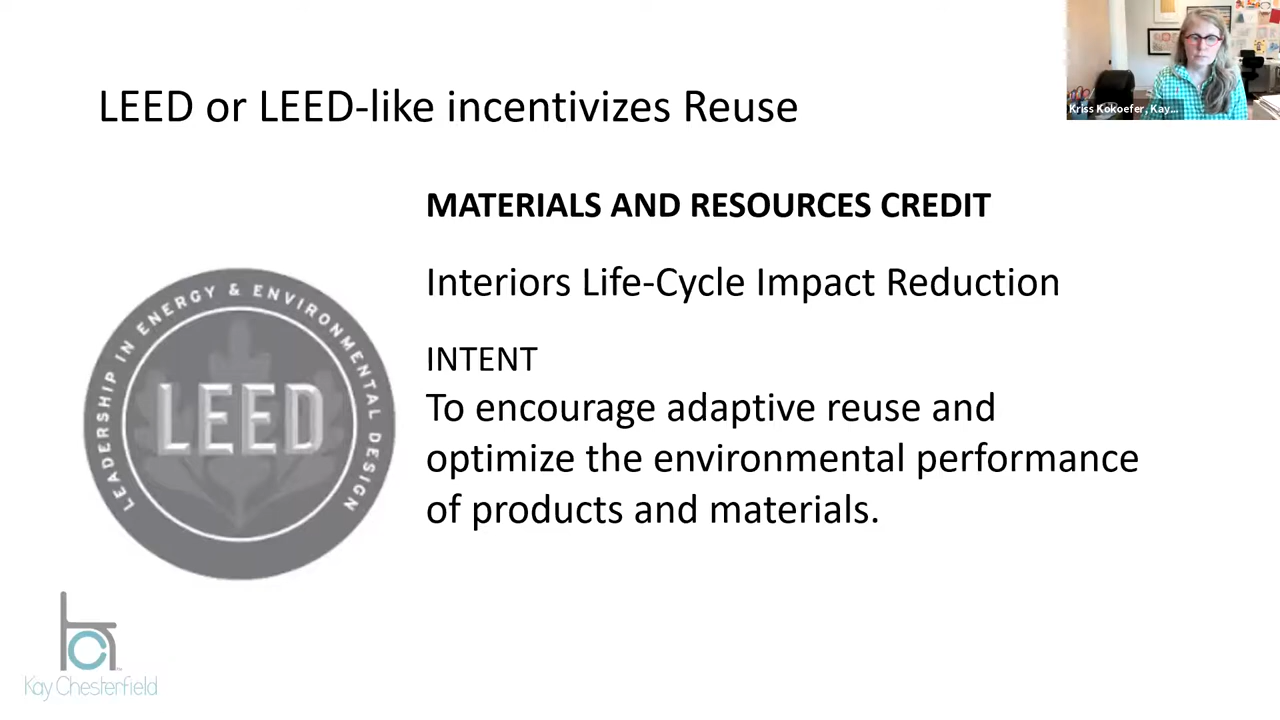 LEED or LEED-like incentivizes Reuse
Kriss Kokoefer, Kay...
MATERIALS AND RESOURCES CREDIT
Interiors Life-Cycle Impact Reduction
INTENT
To encourage adaptive reuse and
optimize the environmental performance
of products and materials.
LEADERSHIP IN ENERGY & ENVIRONMENTAL DESIGN
LEED
Kay Chesterfield